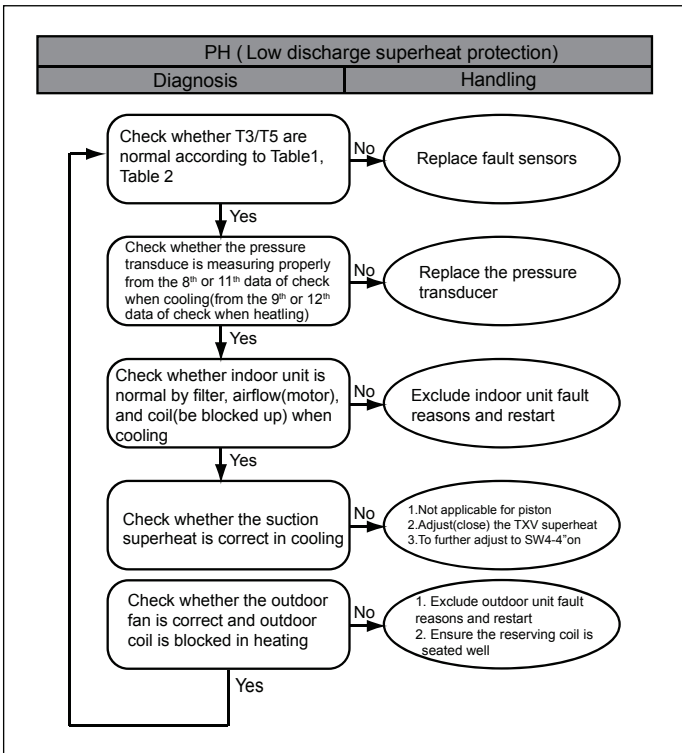 PH ( Low discharge superheat protection)
Diagnosis
Handling
Check whether T3/T5 are
normal according to Table1,
Table 2
No
Replace fault sensors
Yes
Check whether the pressure
transduce is measuring properly
from the 8th or 11th data of check
when cooling(from the 9th or 12th
data of check when heatling)
No
Replace the pressure
transducer
Yes
Check whether indoor unit is
normal by filter, airflow(motor),
and coil(be blocked up) when
cooling
No
Exclude indoor unit fault
reasons and restart
Yes
Check whether the suction
superheat is correct in cooling
No
1.Not applicable for piston
2.Adjust(close) the TXV superheat
3.To further adjust to SW4-4"on
Check whether the outdoor
fan is correct and outdoor
coil is blocked in heating
No
1. Exclude outdoor unit fault
reasons and restart
2. Ensure the reserving coil is
seated well
Yes